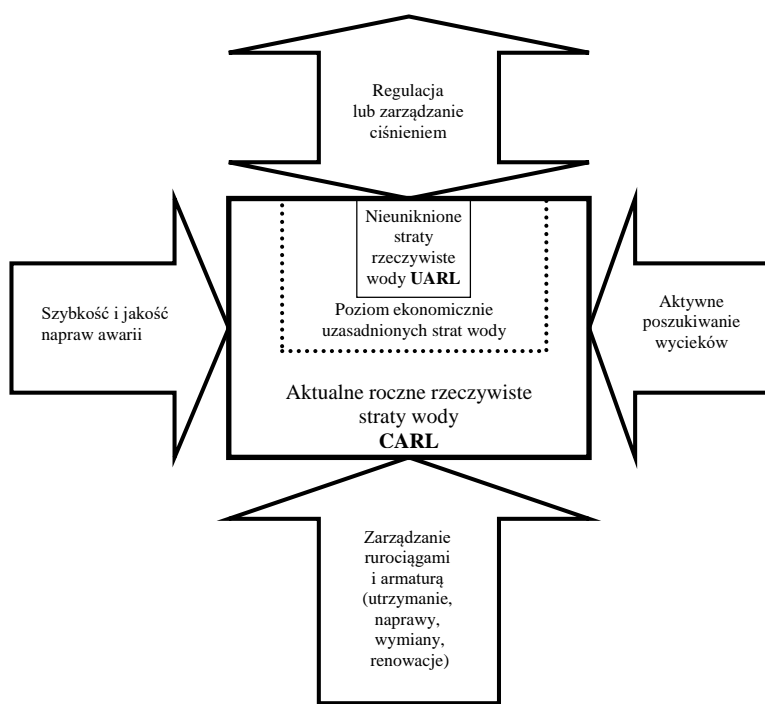 Regulacja
lub zarządzanie
ciśnieniem
Nieuniknione
straty
rzeczywiste
wody UARL
Poziom ekonomicznie
uzasadnionych strat wody
Szybkość i jakość
napraw awarii
Aktywne
poszukiwanie
wycieków
Aktualne roczne rzeczywiste
straty wody
CARL
Zarządzanie
rurociągami
i armaturą
(utrzymanie,
naprawy,
wymiany,
renowacje)